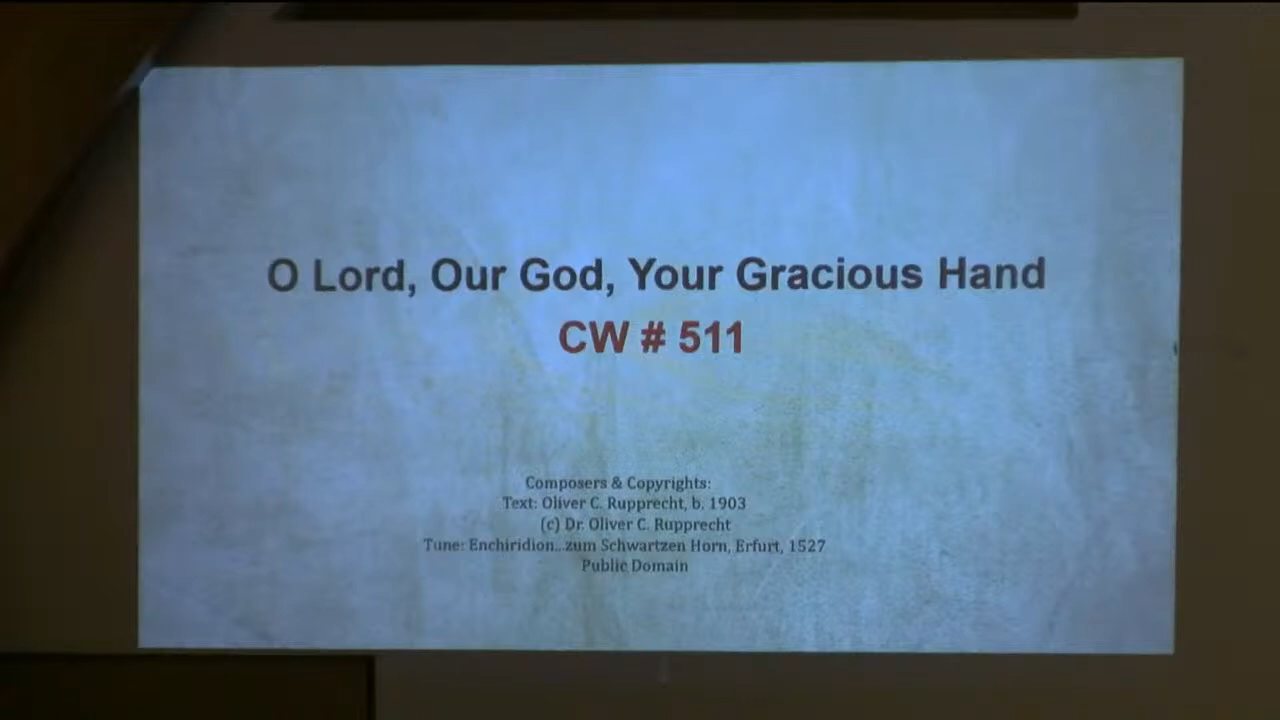 O Lord, Our God, Your Gracious Hand
CW # 511
Composers & Copyrights:
Text: Oliver C. Rupprecht, b. 1903
(c) Dr. Oliver C. Rupprecht
Tune: Enchiridion...zum Schwartzen Horn, Erfurt, 1527
Public Domain